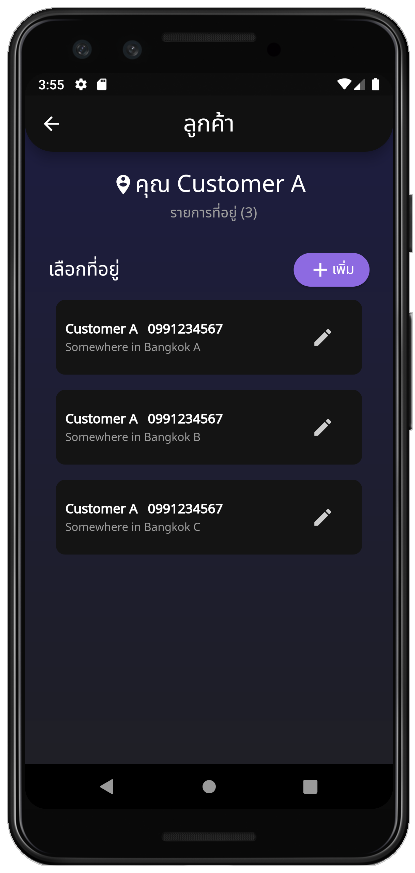 3:55
ลูกค้า
คุณ Customer A
รายการที่อยู่ (3)
เลือกที่อยู่
เพิ่ม
Customer A 0991234567
Somewhere in Bangkok A
Customer A 0991234567
Somewhere in Bangkok B
Customer A 0991234567
Somewhere in Bangkok C